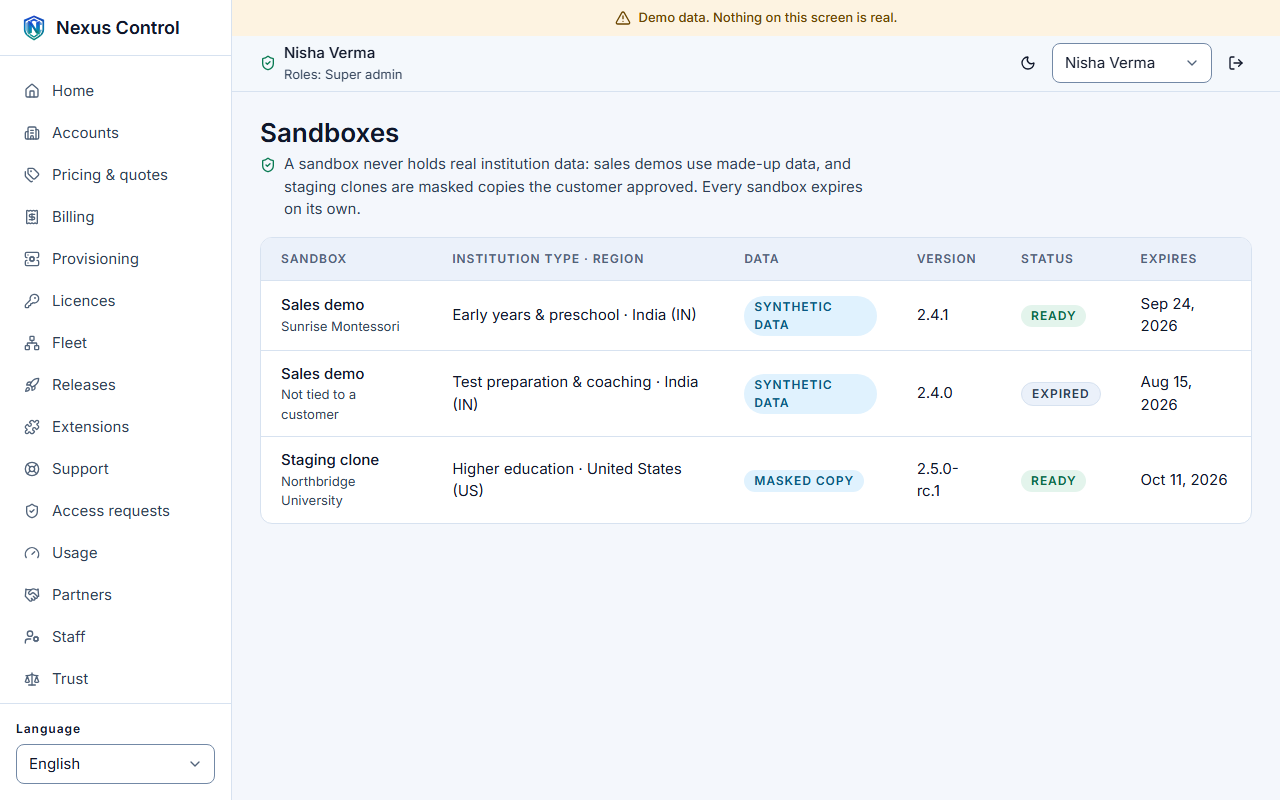 Nexus Control
Demo data. Nothing on this screen is real.
Nisha Verma
Roles: Super admin
Nisha Verma
Home
Accounts
Pricing & quotes
Billing
Provisioning
Licences
Fleet
Releases
Extensions
Support
Access requests
Usage
Partners
Staff
Trust
Language
English
Sandboxes
A sandbox never holds real institution data: sales demos use made-up data, and
staging clones are masked copies the customer approved. Every sandbox expires
on its own.
SANDBOX INSTITUTION TYPE · REGION DATA VERSION STATUS EXPIRES
Sales demo
Sunrise Montessori
Early years & preschool · India (IN)
SYNTHETIC
DATA
2.4.1
READY
Sep 24,
2026
Sales demo
Not tied to a
customer
Test preparation & coaching · India
(IN)
SYNTHETIC
DATA
2.4.0
EXPIRED
Aug 15,
2026
Staging clone
Northbridge
University
Higher education · United States
(US)
MASKED COPY
2.5.0-
rc.1
READY
Oct 11, 2026